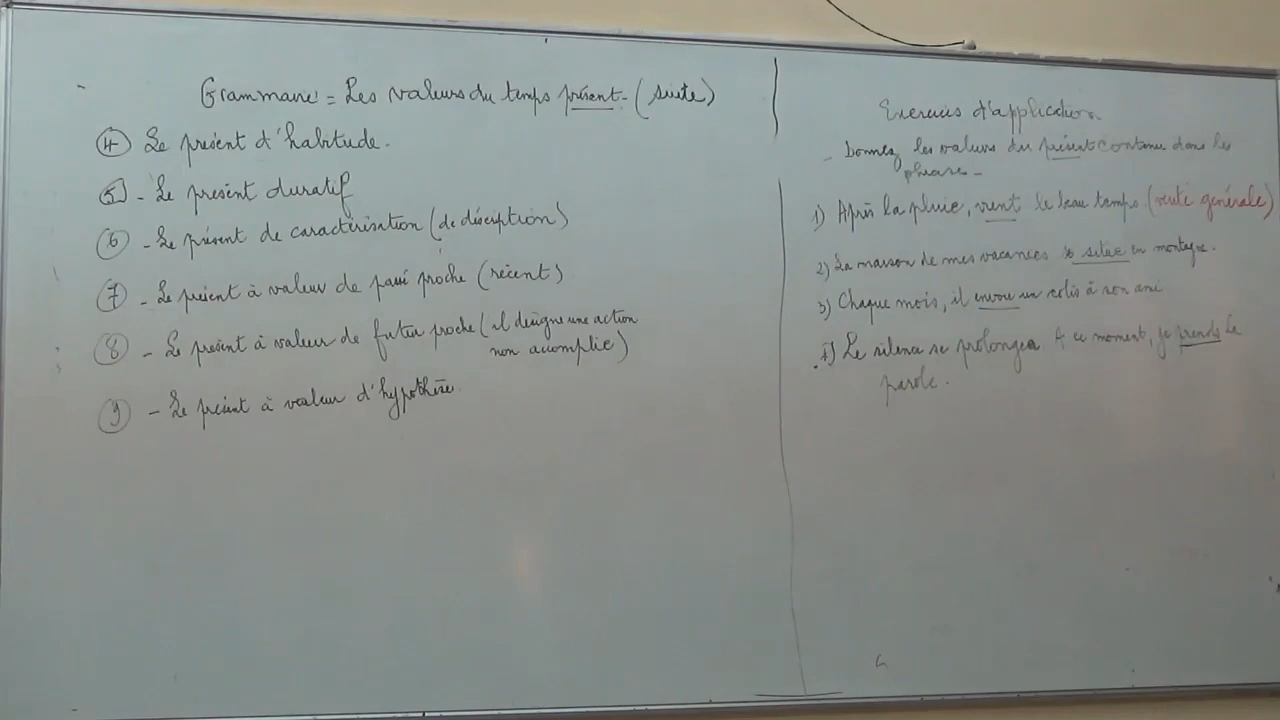 Grammaire = Les valeurs du temps présent - (suite)
④ Le présent d'habitude.
⑤ - Le présent duratif
⑥ - Le présent de caractérisation (de déscription)
⑦ - Le présent à valeur de passé proche (récent)
⑧ - Le présent à valeur de futur proche (il désigne une action
non acomplie)
⑨ - Le présent à valeur d'hypothèse.
Exercices d'application
- Donnez les valeurs du présent contenu dans les
phrases -
1) Après la pluie, vient le beau temps (vérité générale)
2) La maison de mes vacances se situe en montagne.
3) Chaque mois, il envoie un colis à son ami
4) Le silence se prolongea à ce moment, je prends la
parole.